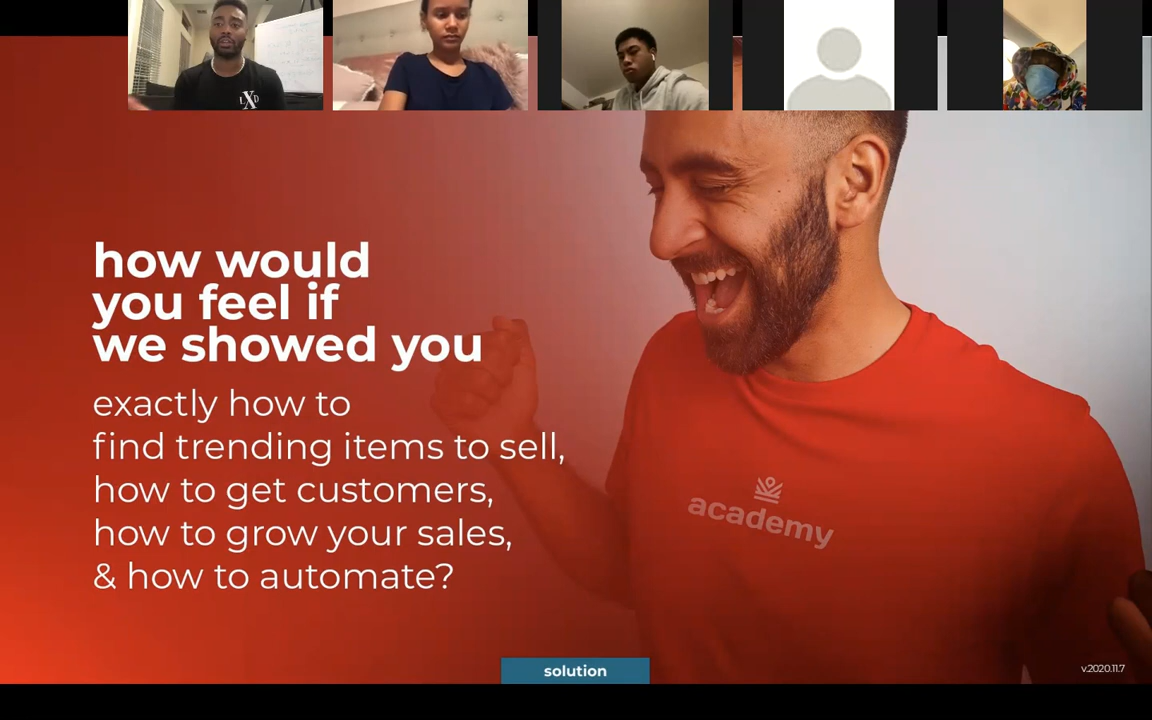 LXD
how would
you feel if
we showed you
exactly how to
find trending items to sell,
how to get customers,
how to grow your sales,
& how to automate?
academy
solution
v.2020.11.7